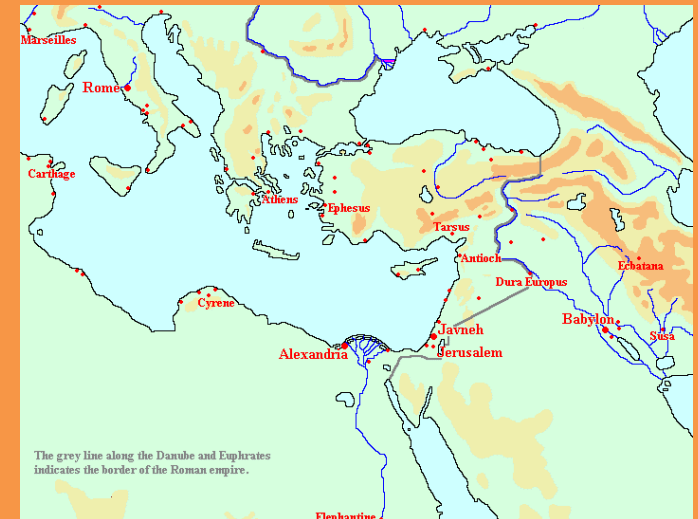 Marseilles
Rome
Carthage
Athens
Ephesus
Tarsus
Antioch
Ecbatana
Dura Europus
Cyrene
Babylon
Javneh
Susa
Alexandria
Jerusalem
The grey line along the Danube and Euphrates
indicates the border of the Roman empire.
Elephantine